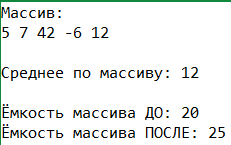 Массив:
5 7 42 -6 12
Среднее по массиву: 12
Ёмкость массива ДО: 20
Ёмкость массива ПОСЛЕ: 25